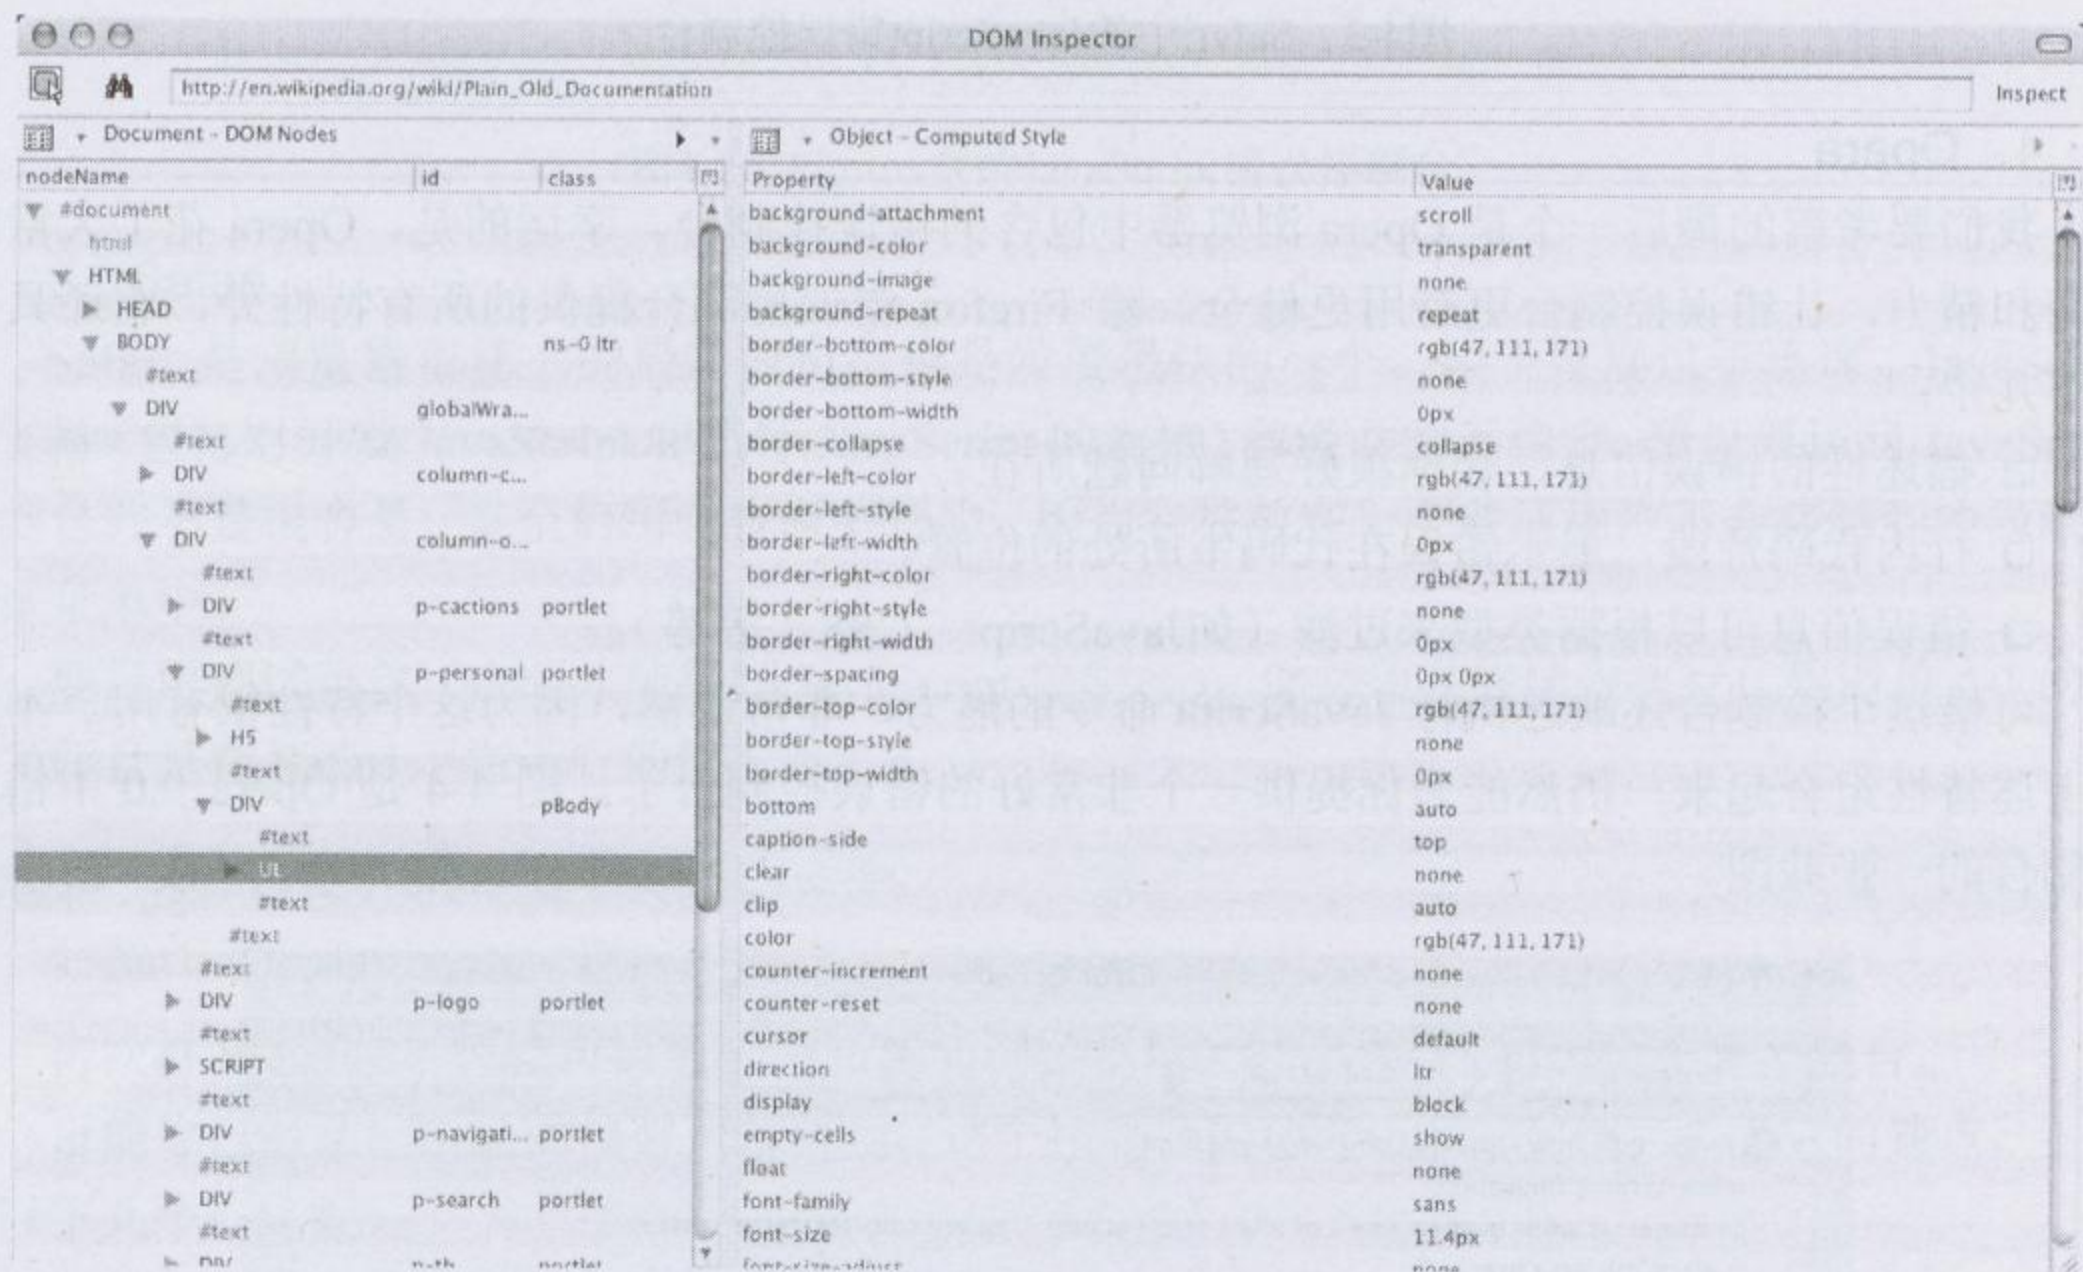 DOM Inspector
http://en.wikipedia.org/wiki/Plain_Old_Documentation
Inspect
Document - DOM Nodes
nodeName id class
#document
html
HTML
HEAD
BODY ns-0 ltr
#text
DIV globalWra...
#text
DIV column-c...
#text
DIV column-o...
#text
DIV p-cactions portlet
#text
DIV p-personal portlet
#text
H5
#text
DIV pBody
#text
UL
#text
#text
#text
DIV p-logo portlet
#text
SCRIPT
#text
DIV p-navigati... portlet
#text
DIV p-search portlet
#text
DIV p-tb portlet
Object - Computed Style
Property Value
background-attachment scroll
background-color transparent
background-image none
background-repeat repeat
border-bottom-color rgb(47, 111, 171)
border-bottom-style none
border-bottom-width 0px
border-collapse collapse
border-left-color rgb(47, 111, 171)
border-left-style none
border-left-width 0px
border-right-color rgb(47, 111, 171)
border-right-style none
border-right-width 0px
border-spacing 0px 0px
border-top-color rgb(47, 111, 171)
border-top-style none
border-top-width 0px
bottom auto
caption-side top
clear none
clip auto
color rgb(47, 111, 171)
counter-increment none
counter-reset none
cursor default
direction ltr
display block
empty-cells show
float none
font-family sans
font-size 11.4px
font-size-adjust none